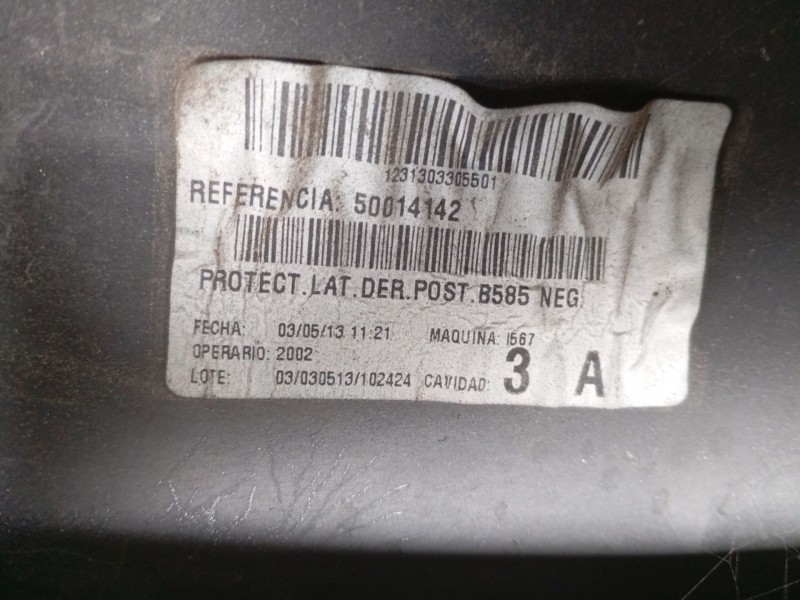 1231303305501
REFERENCIA: 50014142
PROTECT.LAT.DER.POST.B585 NEG.
FECHA: 03/05/13 11:21 MAQUINA: I567
OPERARIO: 2002
LOTE: 03/030513/102424 CAVIDAD: 3 A